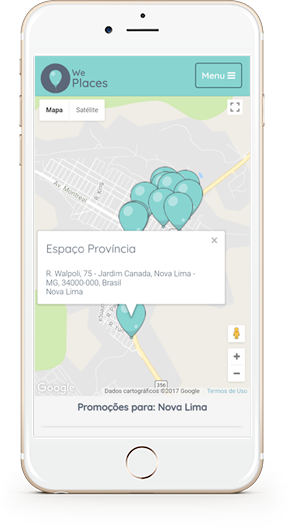 We
Places
Menu
Mapa
Satélite
Av. Montreal
R. King
Espaço Província
×
R. Walpoli, 75 - Jardim Canada, Nova Lima -
MG, 34000-000, Brasil
Nova Lima
356
+
−
Google
Dados cartográficos ©2017 Google
Termos de Uso
Promoções para: Nova Lima